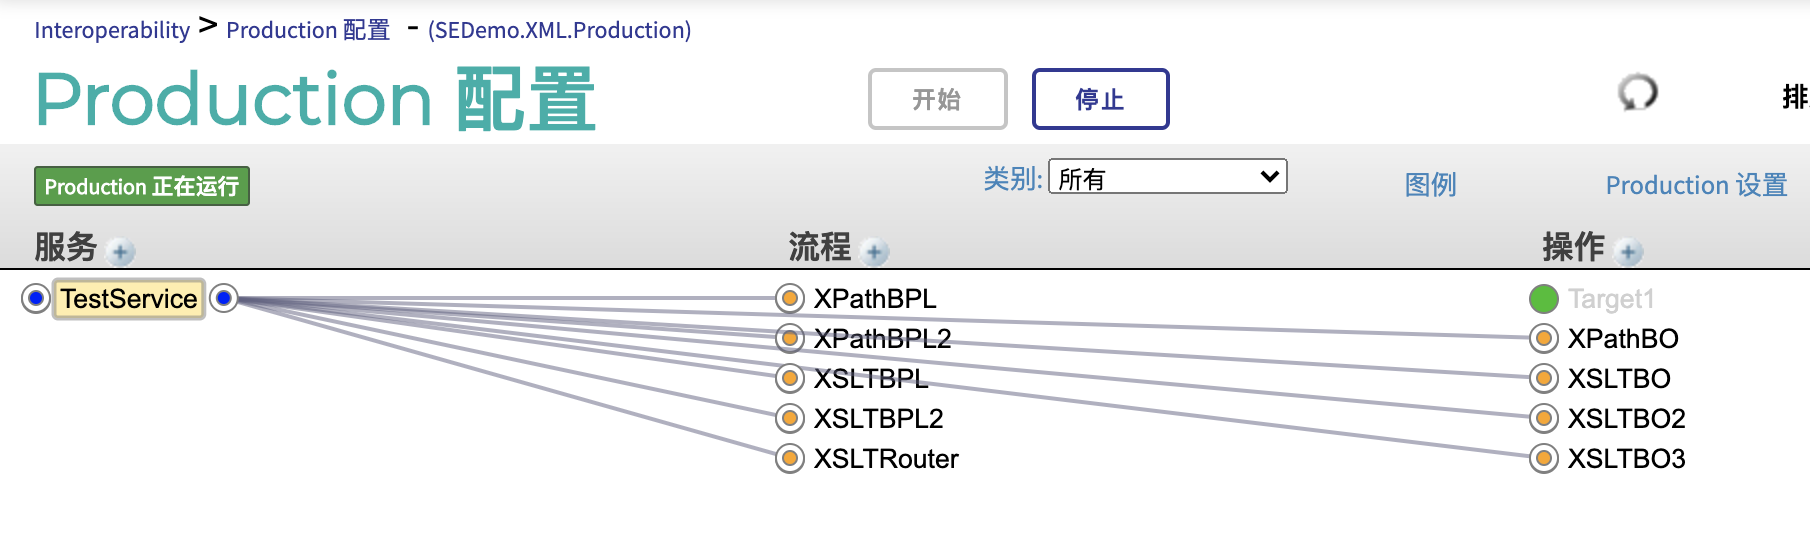 Interoperability > Production 配置 - (SEDemo.XML.Production)
Production 配置
开始 停止
排
Production 正在运行 类别: 所有 图例 Production 设置
服务 流程 操作
TestService XPathBPL Target1
XPathBPL2 XPathBO
XSLTBPL XSLTBO
XSLTBPL2 XSLTBO2
XSLTRouter XSLTBO3